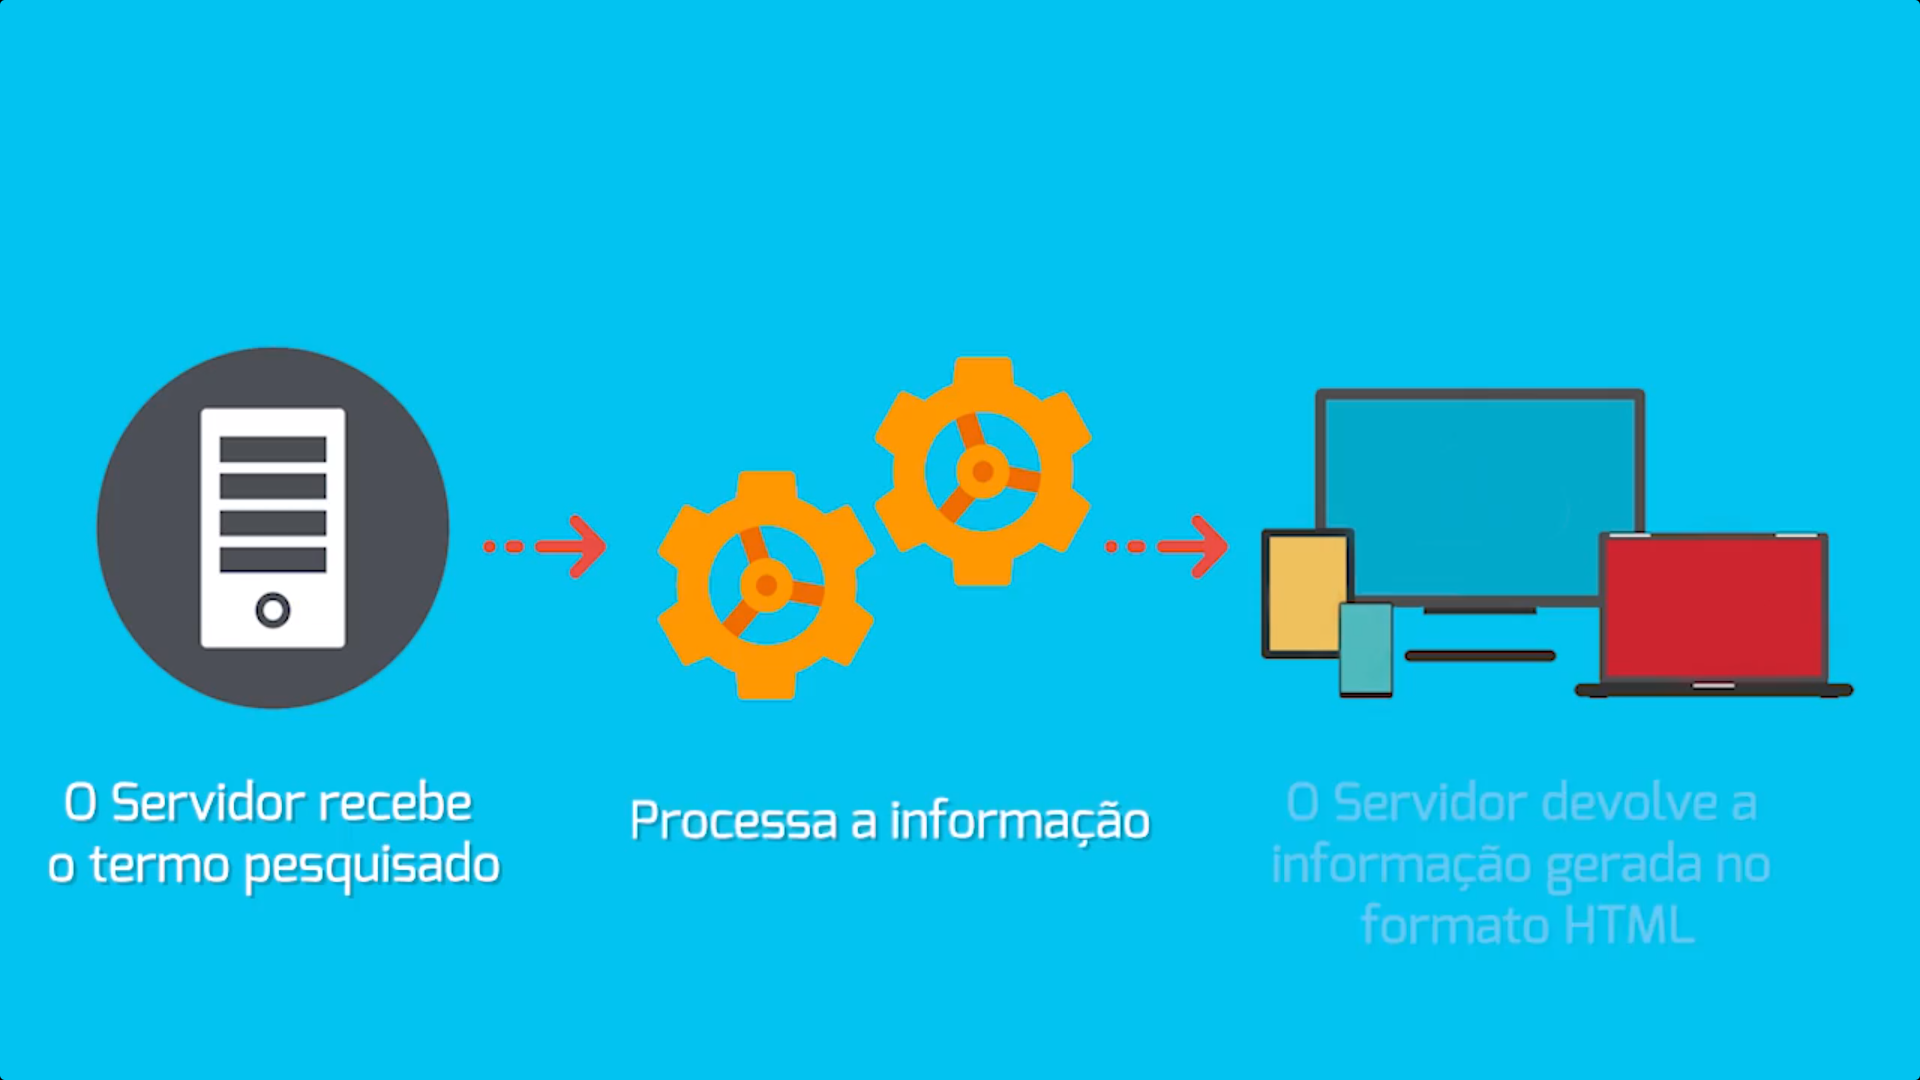 O Servidor recebe
o termo pesquisado
Processa a informação
O Servidor devolve a
informação gerada no
formato HTML